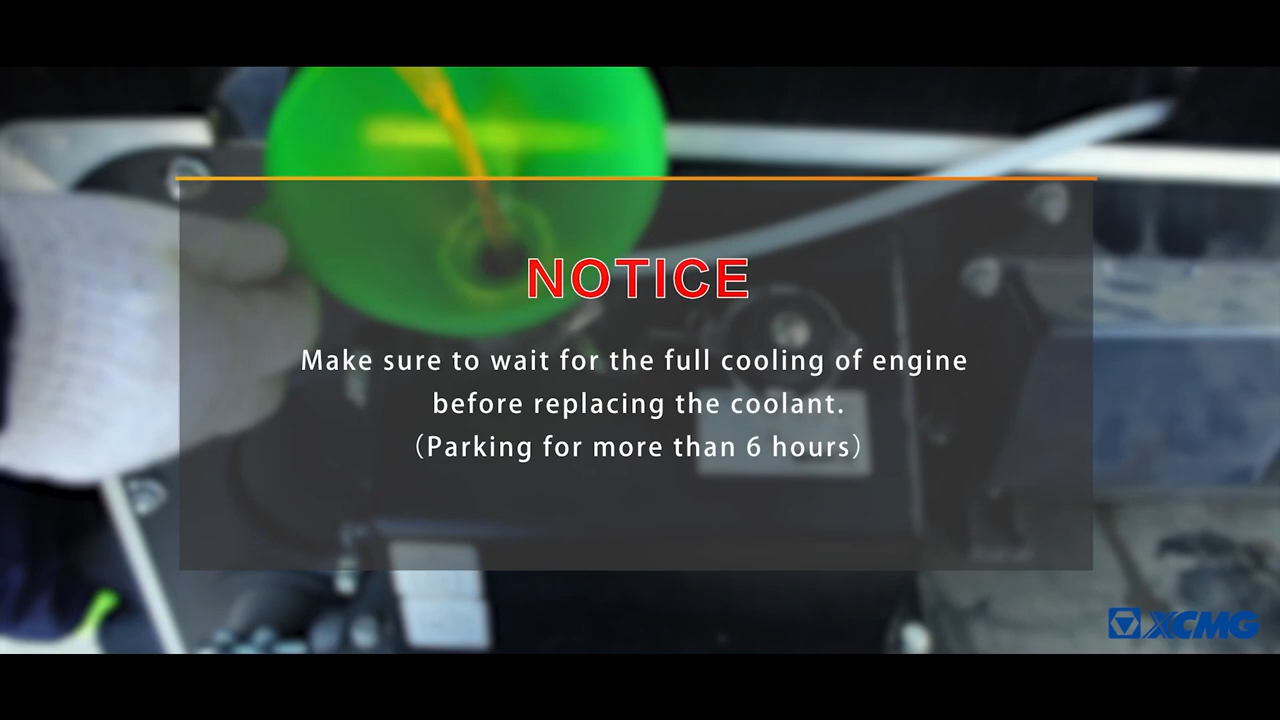 NOTICE
Make sure to wait for the full cooling of engine
before replacing the coolant.
（Parking for more than 6 hours）
XCMG